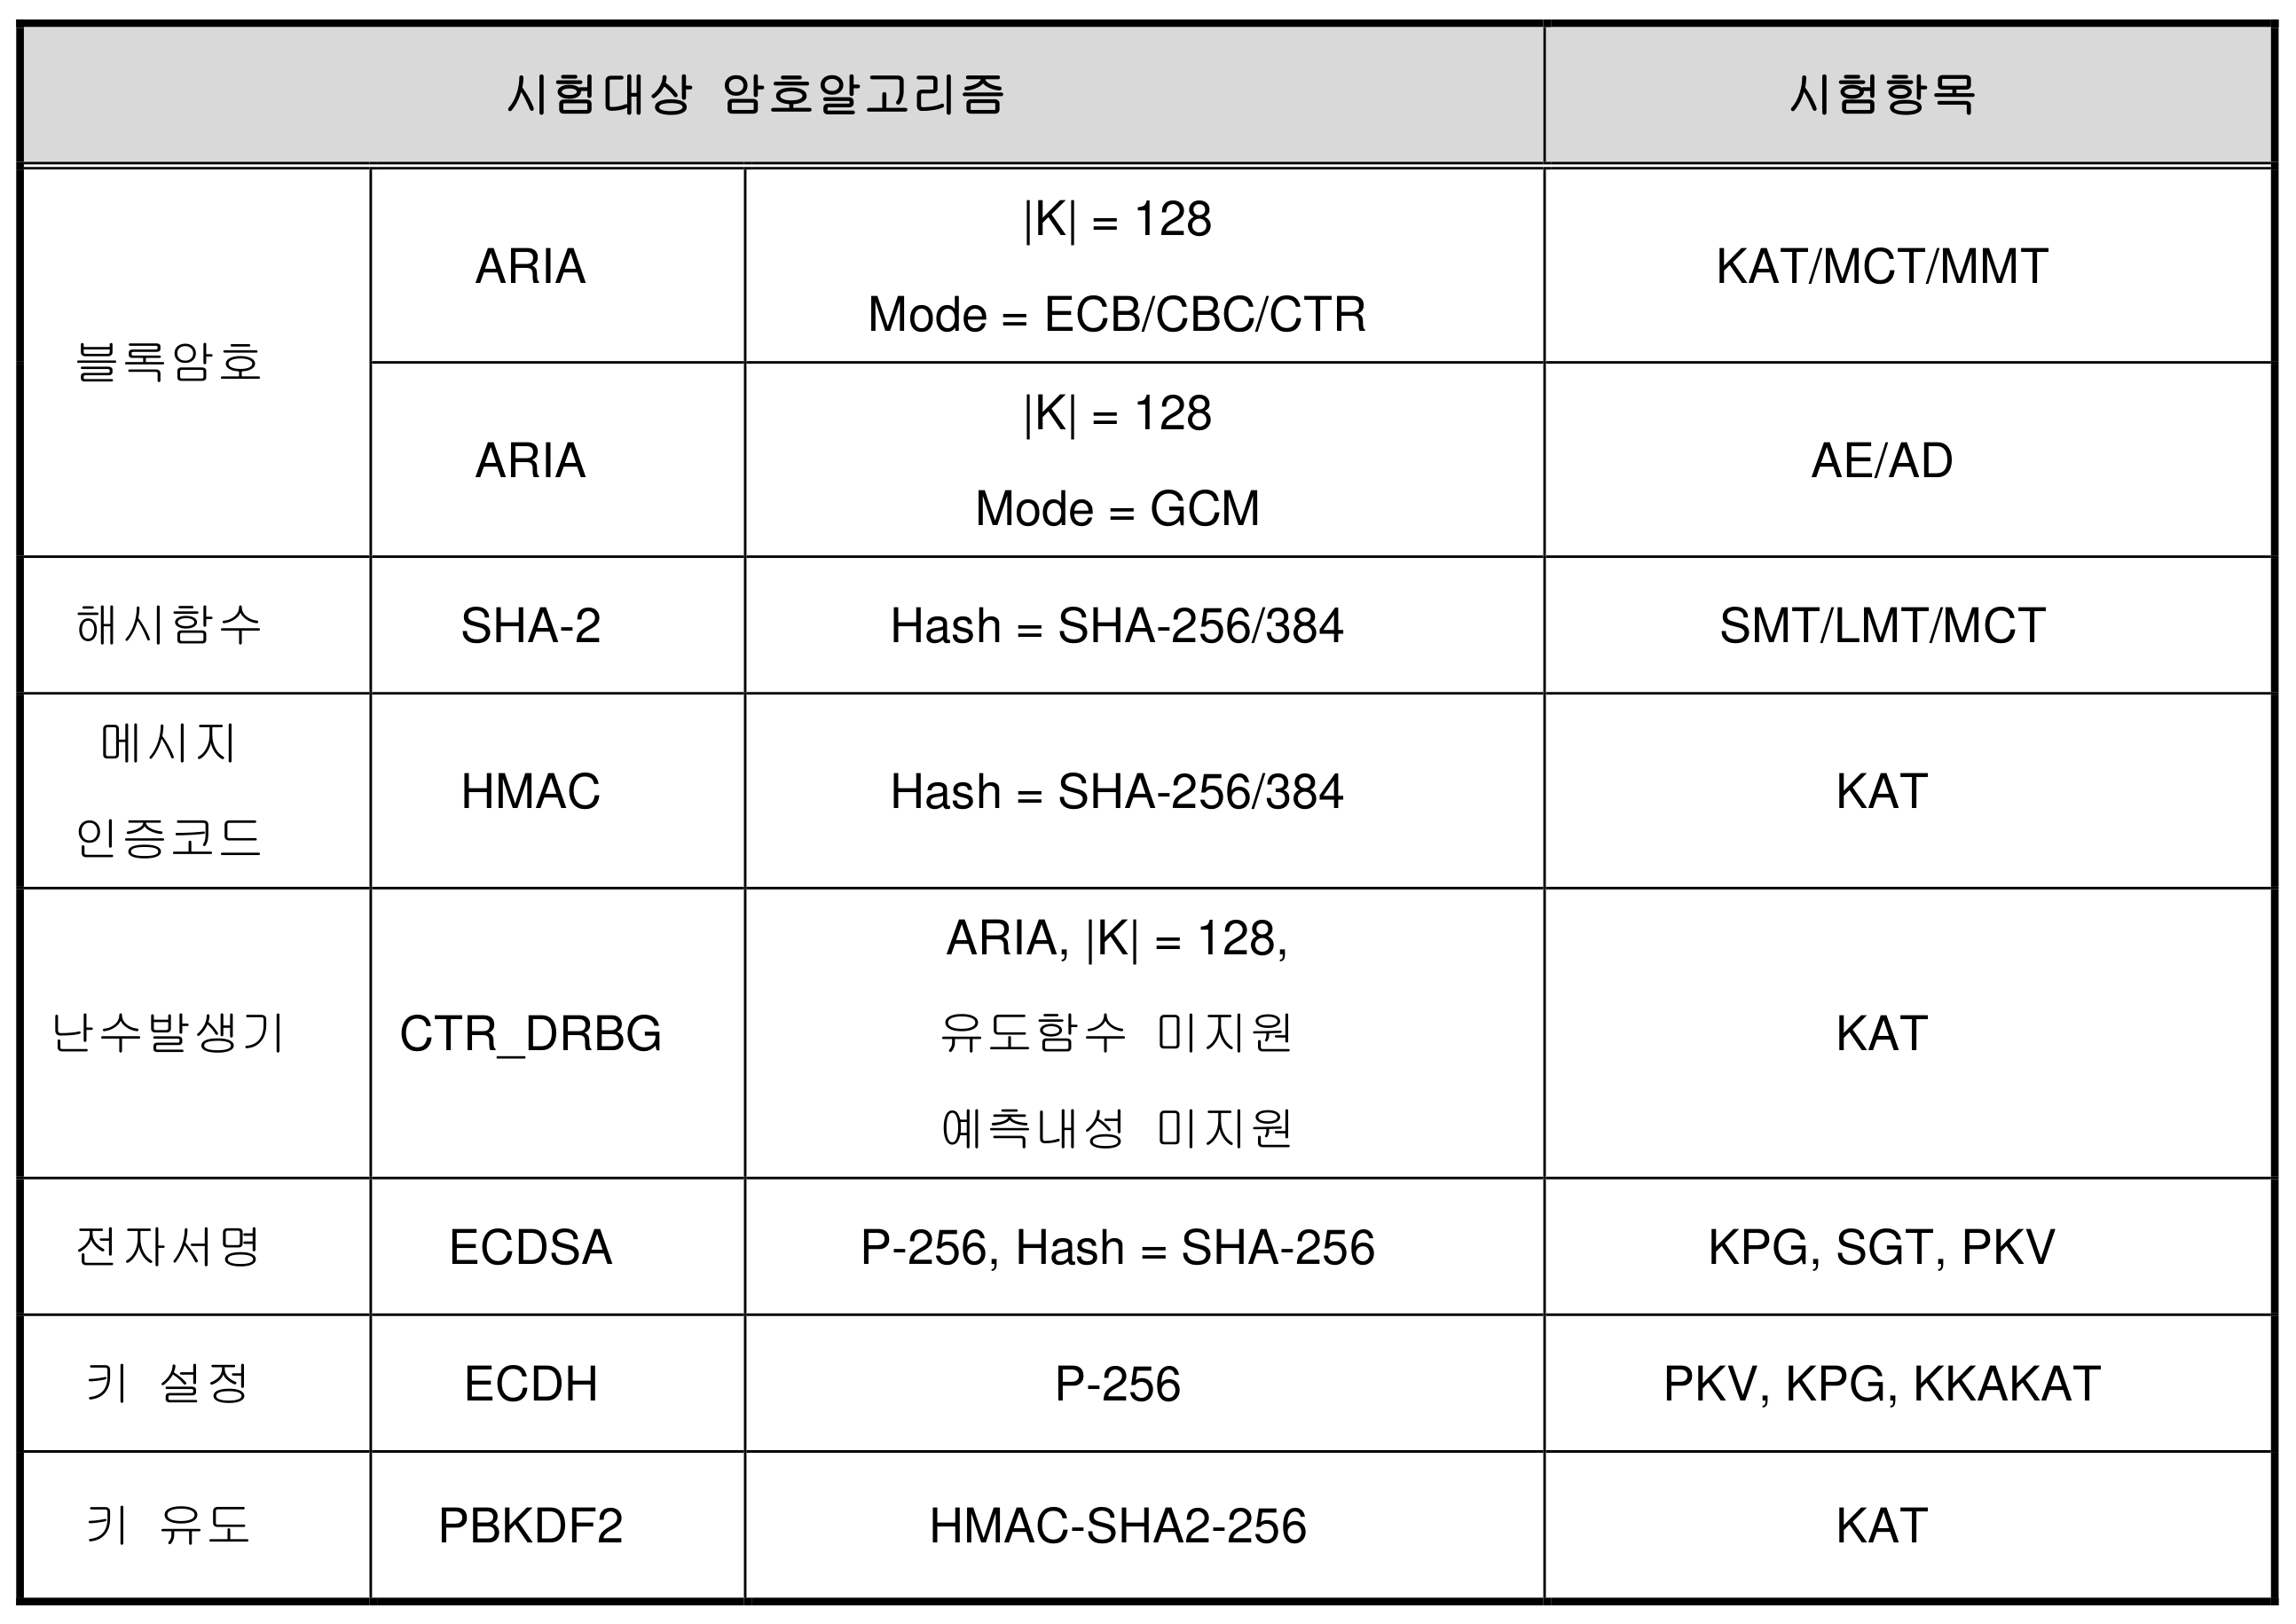 시험대상 암호알고리즘
시험항목
블록암호
ARIA
|K| = 128
Mode = ECB/CBC/CTR
KAT/MCT/MMT
ARIA
|K| = 128
Mode = GCM
AE/AD
해시함수
SHA-2
Hash = SHA-256/384
SMT/LMT/MCT
메시지
인증코드
HMAC
Hash = SHA-256/384
KAT
난수발생기
CTR_DRBG
ARIA, |K| = 128,
유도함수 미지원
예측내성 미지원
KAT
전자서명
ECDSA
P-256, Hash = SHA-256
KPG, SGT, PKV
키 설정
ECDH
P-256
PKV, KPG, KKAKAT
키 유도
PBKDF2
HMAC-SHA2-256
KAT